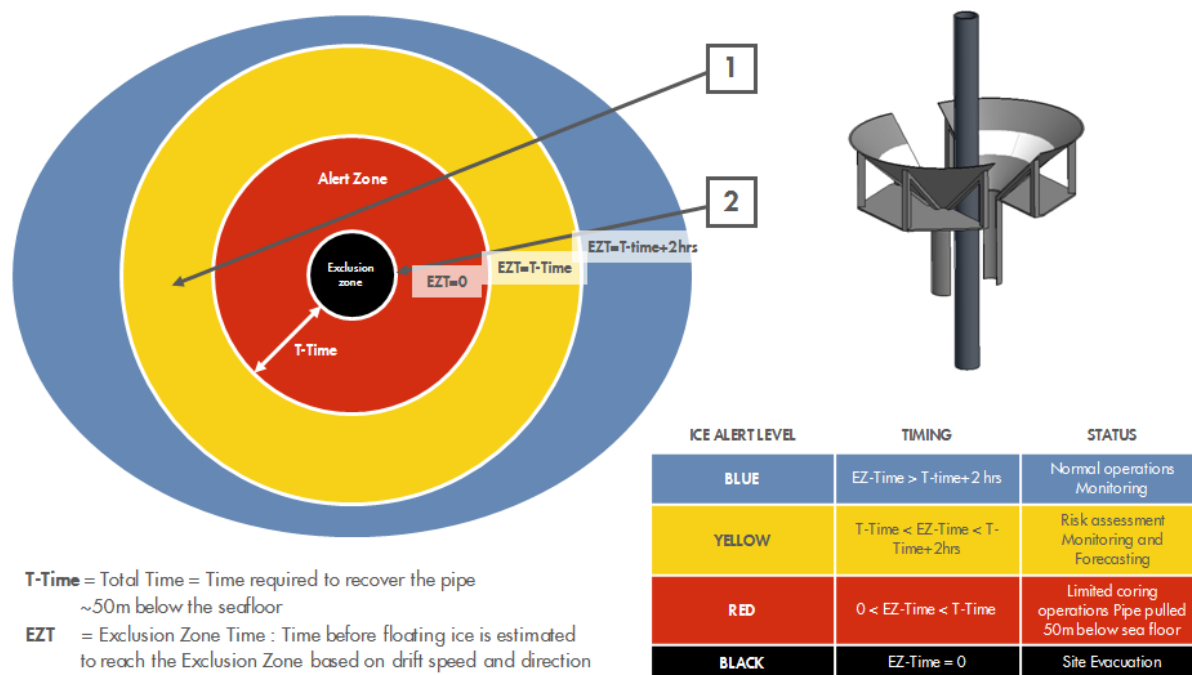 1
Alert Zone
2
EZT=T-time+2hrs
EZT=T-Time
Exclusion
zone
EZT=0
T-Time
ICE ALERT LEVEL TIMING STATUS
BLUE EZ-Time > T-time+2 hrs Normal operations
Monitoring
YELLOW T-Time < EZ-Time < T-
Time+2hrs Risk assessment
Monitoring and
Forecasting
RED 0 < EZ-Time < T-Time Limited coring
operations Pipe pulled
50m below sea floor
BLACK EZ-Time = 0 Site Evacuation
T-Time = Total Time = Time required to recover the pipe
~50m below the seafloor
EZT = Exclusion Zone Time : Time before floating ice is estimated
to reach the Exclusion Zone based on drift speed and direction